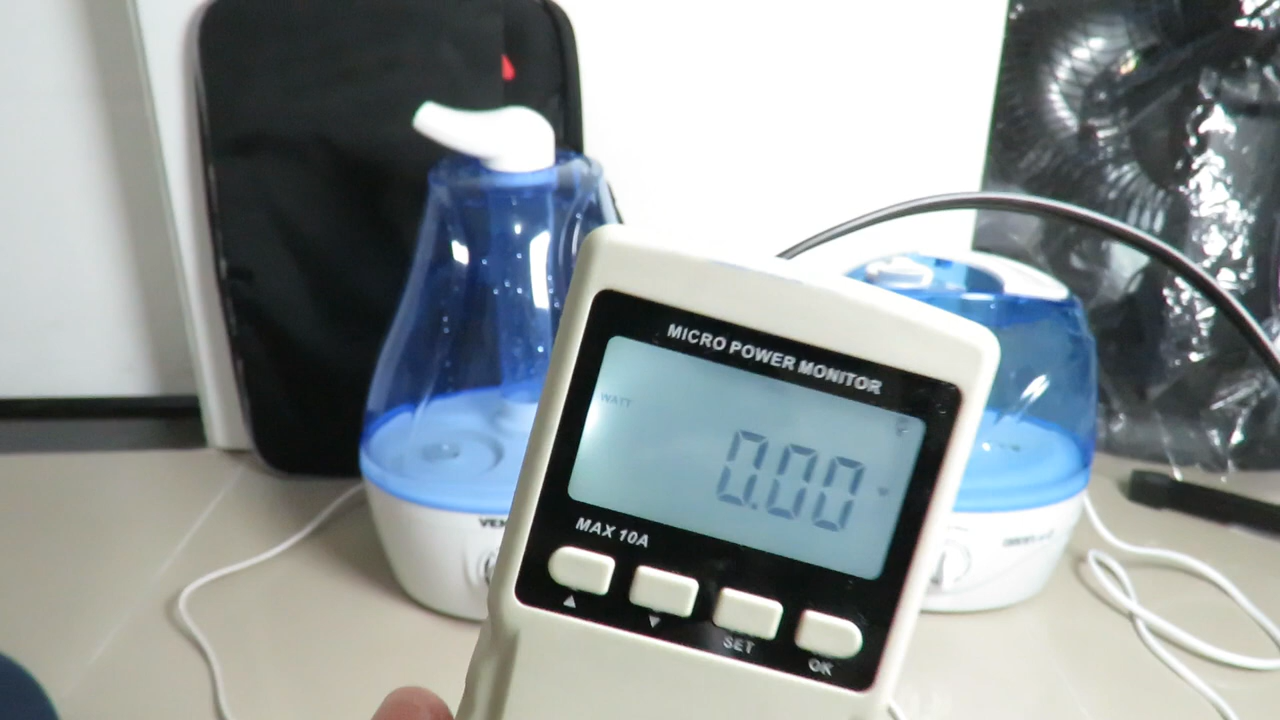 MICRO POWER MONITOR
WATT
0.00
MAX 10A
▲
▼
SET
OK